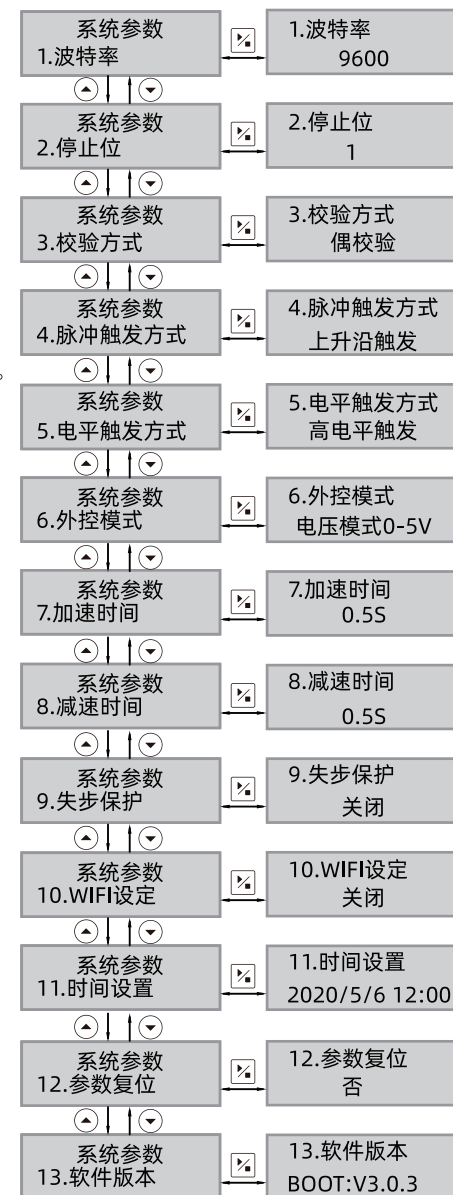 系统参数
1.波特率
1.波特率
9600
系统参数
2.停止位
2.停止位
1
系统参数
3.校验方式
3.校验方式
偶校验
系统参数
4.脉冲触发方式
4.脉冲触发方式
上升沿触发
。
系统参数
5.电平触发方式
5.电平触发方式
高电平触发
系统参数
6.外控模式
6.外控模式
电压模式0-5V
系统参数
7.加速时间
7.加速时间
0.5S
系统参数
8.减速时间
8.减速时间
0.5S
系统参数
9.失步保护
9.失步保护
关闭
系统参数
10.WIFI设定
10.WIFI设定
关闭
系统参数
11.时间设置
11.时间设置
2020/5/6 12:00
系统参数
12.参数复位
12.参数复位
否
系统参数
13.软件版本
13.软件版本
BOOT:V3.0.3